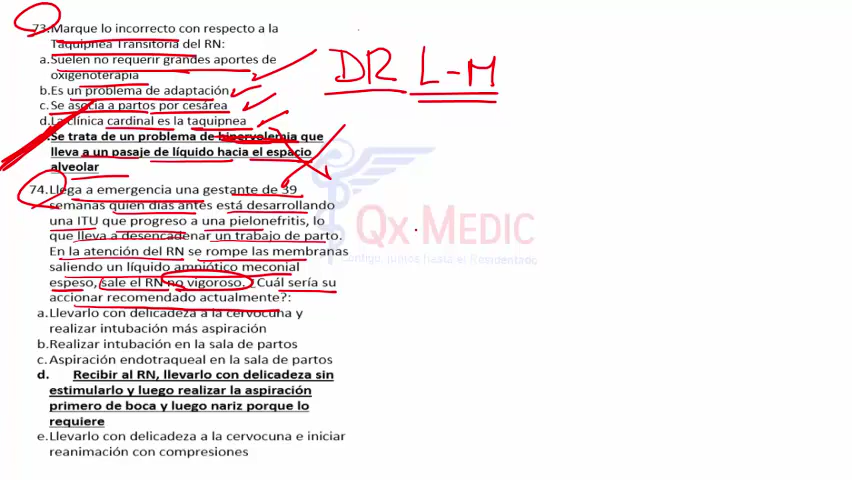 73. Marque lo incorrecto con respecto a la
Taquipnea Transitoria del RN:
a. Suelen no requerir grandes aportes de
oxigenoterapia
b. Es un problema de adaptación
c. Se asocia a partos por cesárea
d. La clínica cardinal es la taquipnea
e. Se trata de un problema de hipervolemia que
lleva a un pasaje de líquido hacia el espacio
alveolar
74. Llega a emergencia una gestante de 39
semanas quien días antes está desarrollando
una ITU que progreso a una pielonefritis, lo
que lleva a desencadenar un trabajo de parto.
En la atención del RN se rompe las membranas
saliendo un líquido amniótico meconial
espeso, sale el RN no vigoroso. Cuál sería su
accionar recomendado actualmente?:
a. Llevarlo con delicadeza a la cervocuna y
realizar intubación más aspiración
b. Realizar intubación en la sala de partos
c. Aspiración endotraqueal en la sala de partos
d. Recibir al RN, llevarlo con delicadeza sin
estimularlo y luego realizar la aspiración
primero de boca y luego nariz porque lo
requiere
e. Llevarlo con delicadeza a la cervocuna e iniciar
reanimación con compresiones
DR L-M
QX MEDIC
Contigo, juntos hasta el Residentado